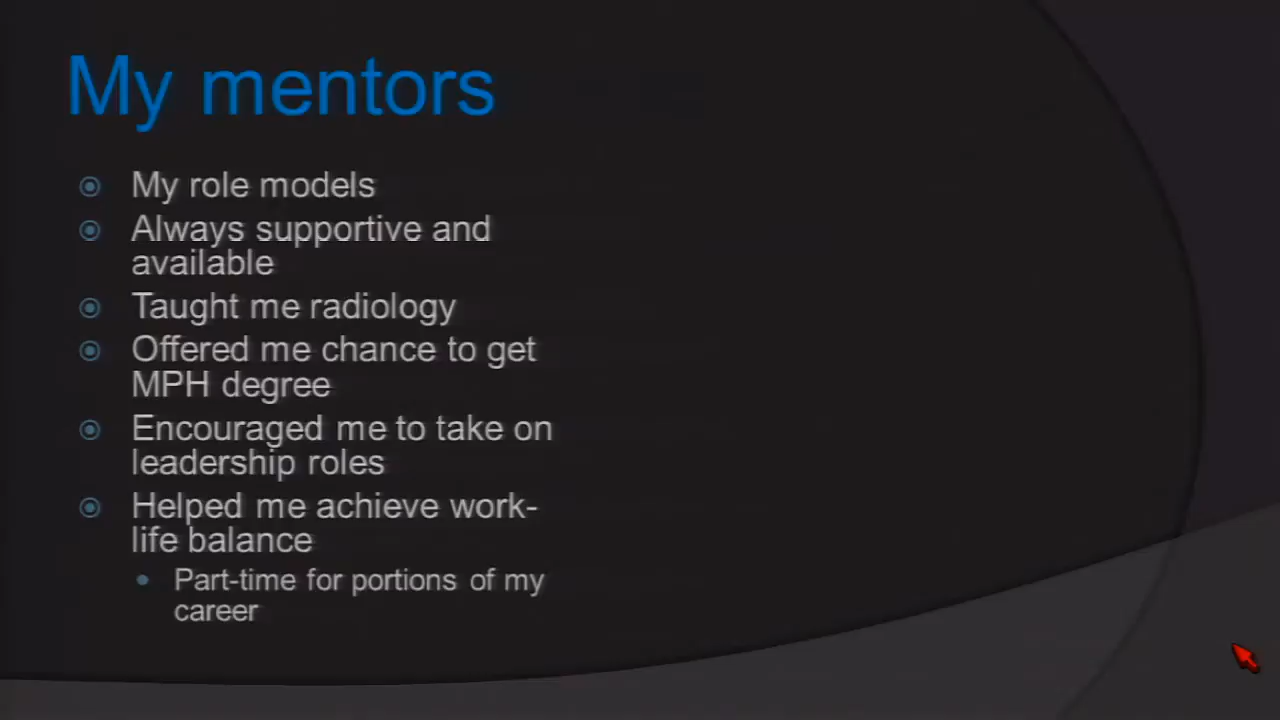 My mentors
My role models
Always supportive and
available
Taught me radiology
Offered me chance to get
MPH degree
Encouraged me to take on
leadership roles
Helped me achieve work-
life balance
Part-time for portions of my
career